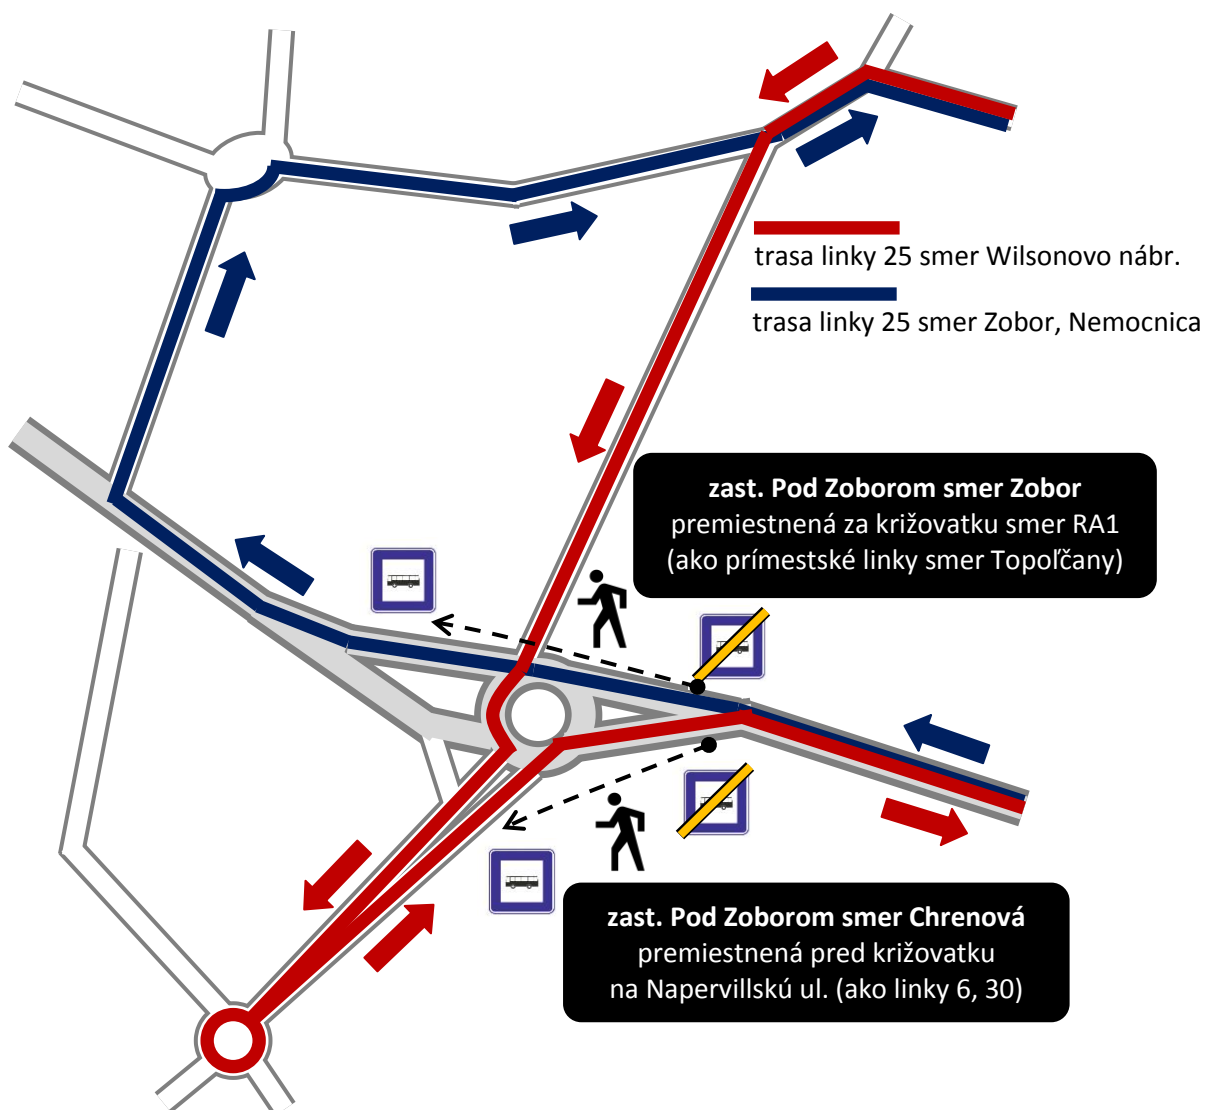 trasa linky 25 smer Wilsonovo nábr.
trasa linky 25 smer Zobor, Nemocnica
zast. Pod Zoborom smer Zobor
premiestnená za križovatku smer RA1
(ako prímestské linky smer Topoľčany)
zast. Pod Zoborom smer Chrenová
premiestnená pred križovatku
na Napervillskú ul. (ako linky 6, 30)